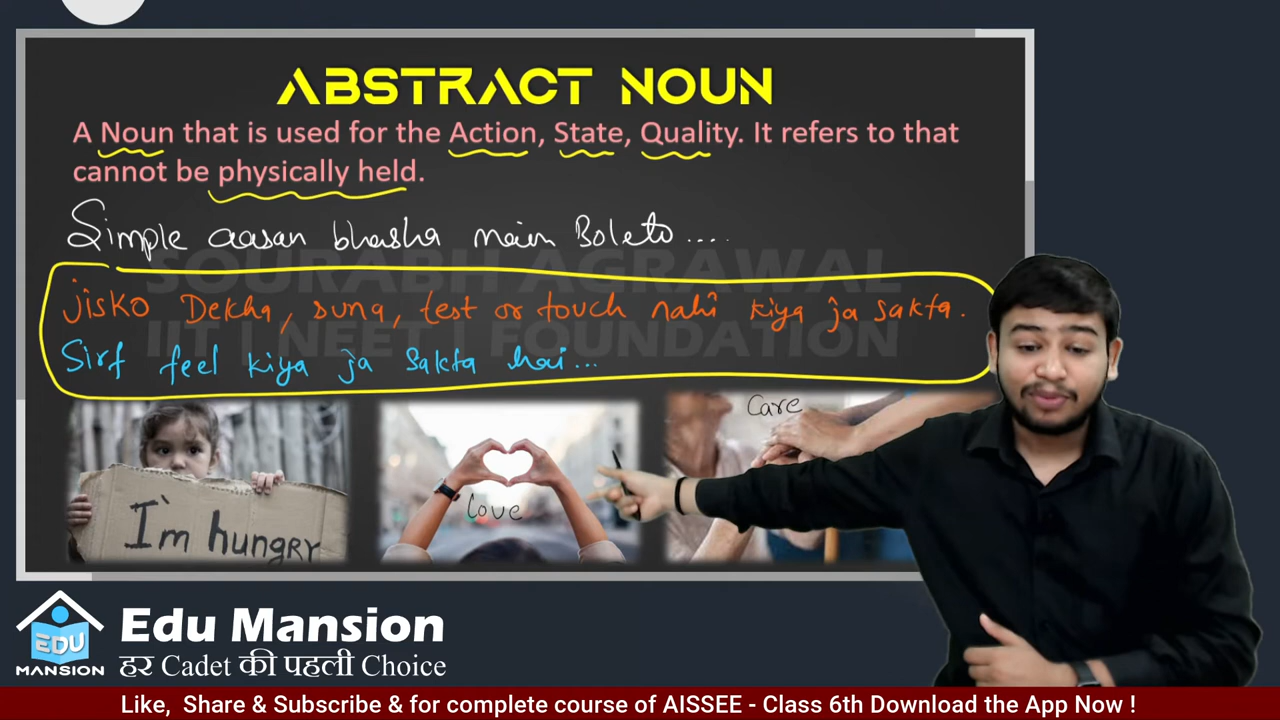 ABSTRACT NOUN
A Noun that is used for the Action, State, Quality. It refers to that
cannot be physically held.
Simple aasan bhasha main Boleto....
SOURABH AGRAWAL
jisko Dekha, suna, test or touch nahi kiya ja sakta.
IIT | NEET | FOUNDATION
Sirf feel kiya ja sakta hai...
Care
Love
I'm hungry
Edu Mansion
EDU
MANSION
हर Cadet की पहली Choice
Like, Share & Subscribe & for complete course of AISSEE - Class 6th Download the App Now !